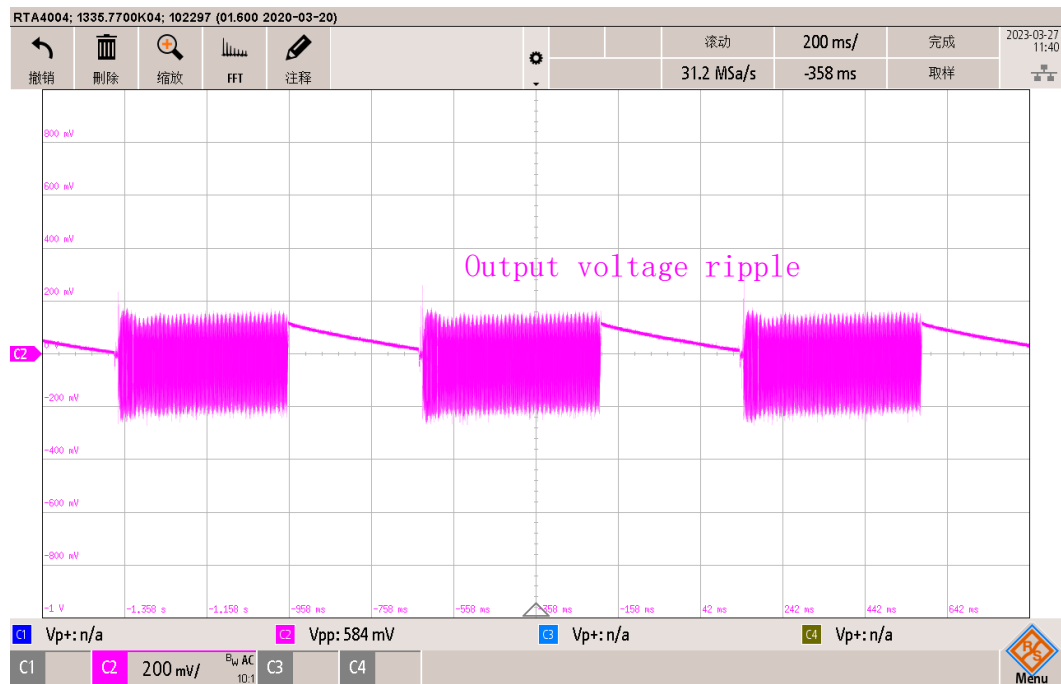 RTA4004; 1335.7700K04; 102297 (01.600 2020-03-20)
撤销
刪除
缩放
FFT
注释
滚动
200 ms/
完成
31.2 MSa/s
-358 ms
取样
2023-03-27
11:40
800 mV
600 mV
400 mV
Output voltage ripple
200 mV
C2
0 V
-200 mV
-400 mV
-600 mV
-800 mV
-1 V
-1,358 s
-1,158 s
-958 ms
-758 ms
-558 ms
-358 ms
-158 ms
42 ms
242 ms
442 ms
642 ms
C1 Vp+: n/a
C2 Vpp: 584 mV
C3 Vp+: n/a
C4 Vp+: n/a
C1
C2
200 mV/
BW AC
10:1
C3
C4
R S
Menu